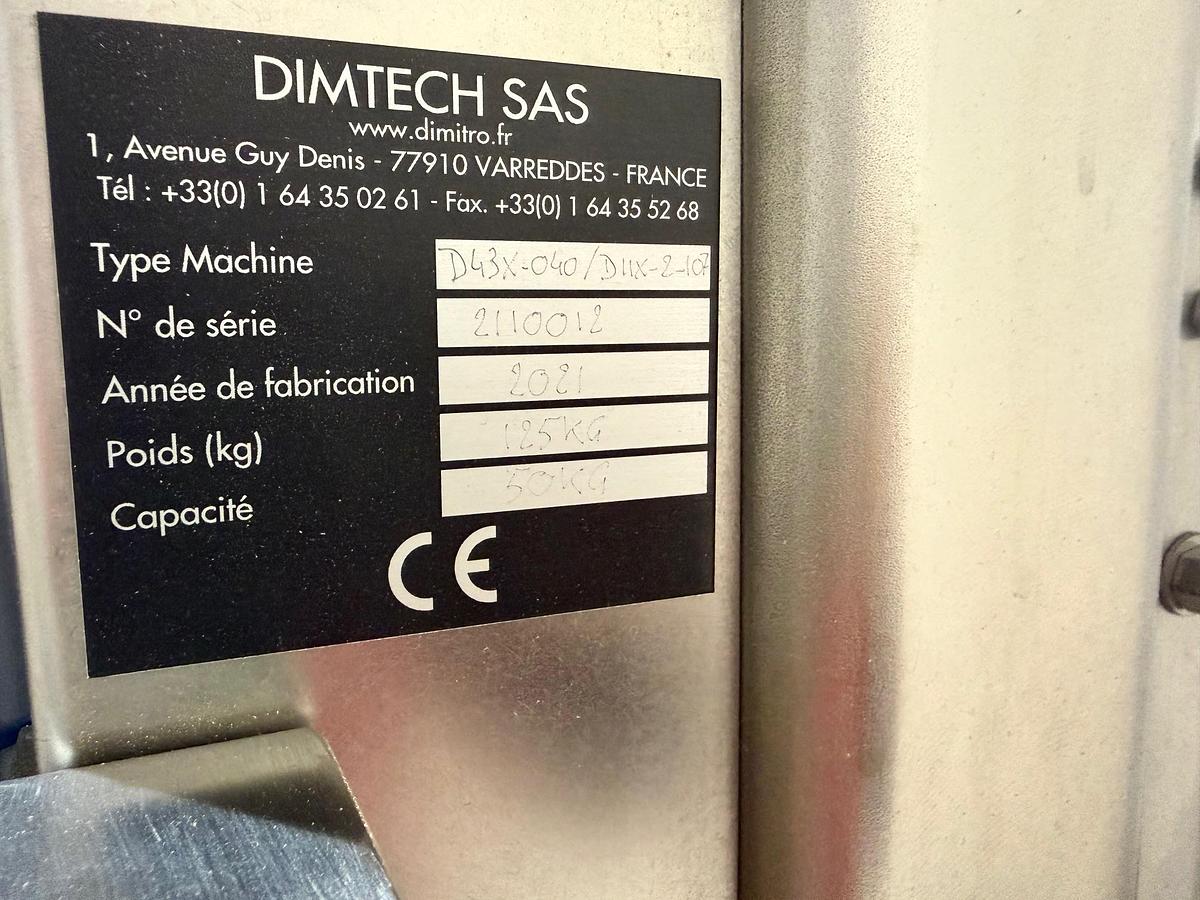 DIMTECH SAS
www.dimitro.fr
1, Avenue Guy Denis - 77910 VARREDDES - FRANCE
Tél : +33(0) 1 64 35 02 61 - Fax. +33(0) 1 64 35 52 68
Type Machine D43X-040/D11X-2-107
N° de série 2110012
Année de fabrication 2021
Poids (kg) 125KG
Capacité 50KG
CE